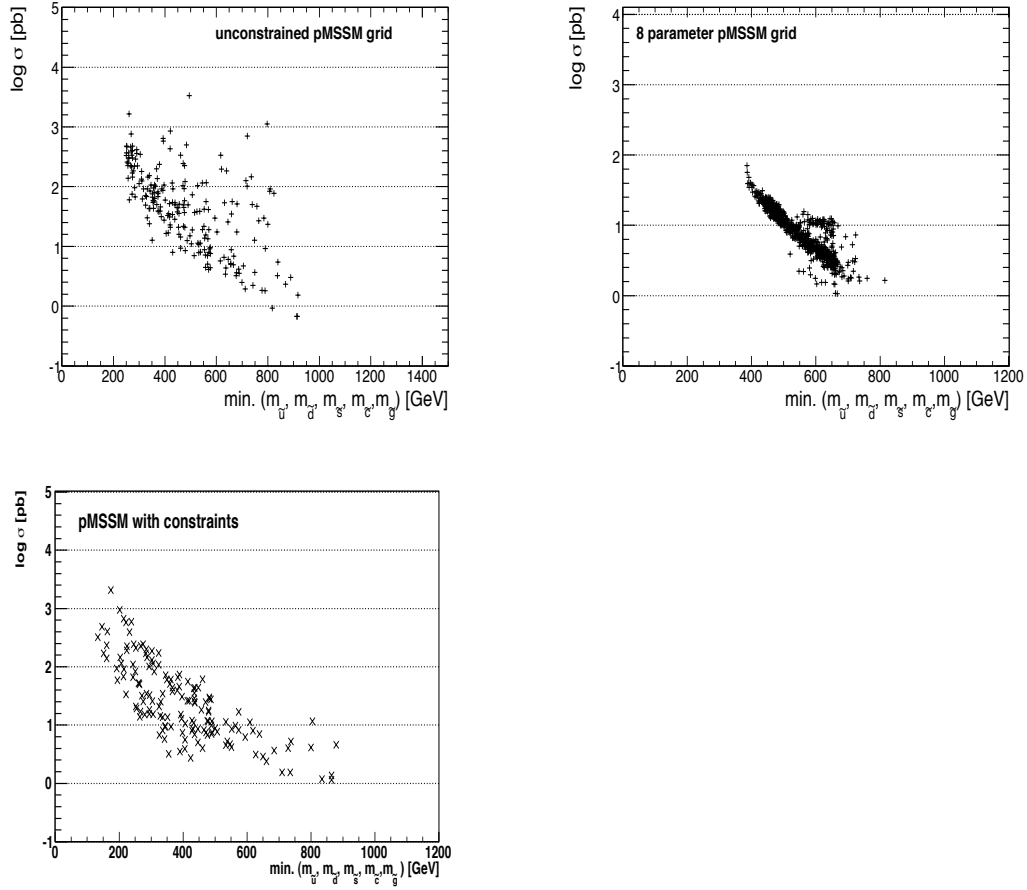 log σ [pb]
unconstrained pMSSM grid
5
4
3
2
1
0
-1
0 200 400 600 800 1000 1200 1400
min. (m_ũ, m_d̃, m_s̃, m_c̃,m_g̃) [GeV]
log σ [pb]
8 parameter pMSSM grid
4
3
2
1
0
-1
0 200 400 600 800 1000 1200
min. (m_ũ, m_d̃, m_s̃, m_c̃,m_g̃) [GeV]
log σ [pb]
pMSSM with constraints
5
4
3
2
1
0
-1
0 200 400 600 800 1000 1200
min. (m_ũ, m_d̃, m_s̃, m_c̃,m_g̃) [GeV]